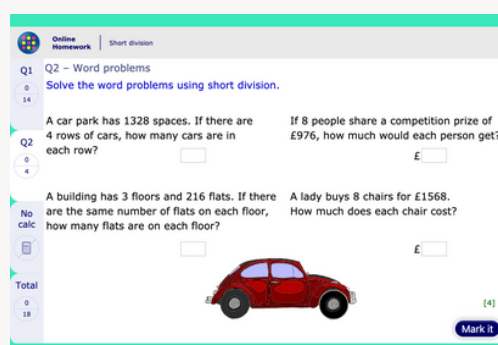 Online
Homework
Short division
Q1
0
14
Q2
0
4
No
calc
Total
0
18
Q2 – Word problems
Solve the word problems using short division.
A car park has 1328 spaces. If there are
4 rows of cars, how many cars are in
each row?
If 8 people share a competition prize of
£976, how much would each person get?
£
A building has 3 floors and 216 flats. If there
are the same number of flats on each floor,
how many flats are on each floor?
A lady buys 8 chairs for £1568.
How much does each chair cost?
£
[4]
Mark it